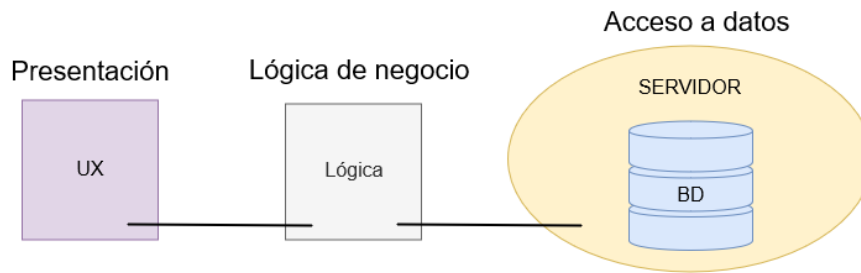 Acceso a datos
Presentación
Lógica de negocio
SERVIDOR
UX
Lógica
BD